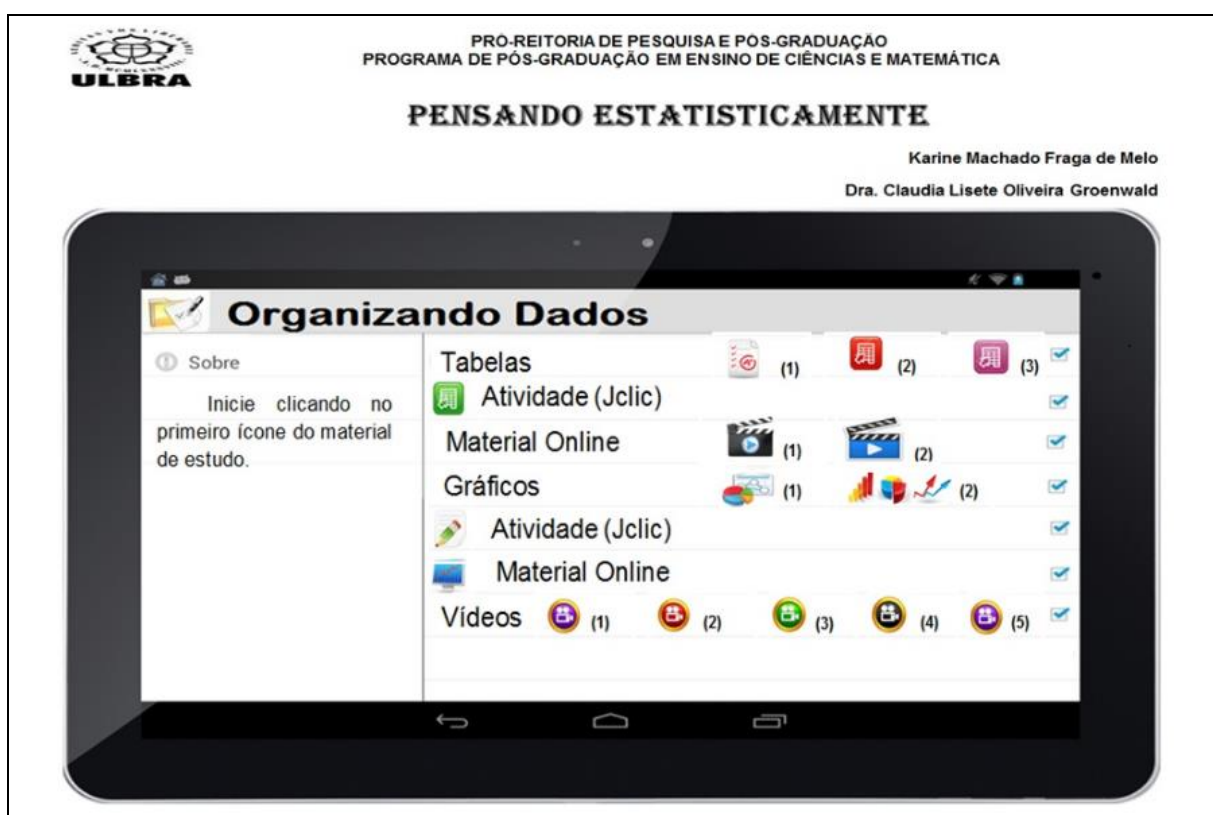 ULBRA
PRÓ-REITORIA DE PESQUISA E PÓS-GRADUAÇÃO
PROGRAMA DE PÓS-GRADUAÇÃO EM ENSINO DE CIÊNCIAS E MATEMÁTICA
PENSANDO ESTATISTICAMENTE
Karine Machado Fraga de Melo
Dra. Claudia Lisete Oliveira Groenwald
Organizando Dados
Sobre
Inicie clicando no
primeiro ícone do material
de estudo.
Tabelas (1) (2) (3)
Atividade (Jclic)
Material Online (1) (2)
Gráficos (1) (2)
Atividade (Jclic)
Material Online
Vídeos (1) (2) (3) (4) (5)